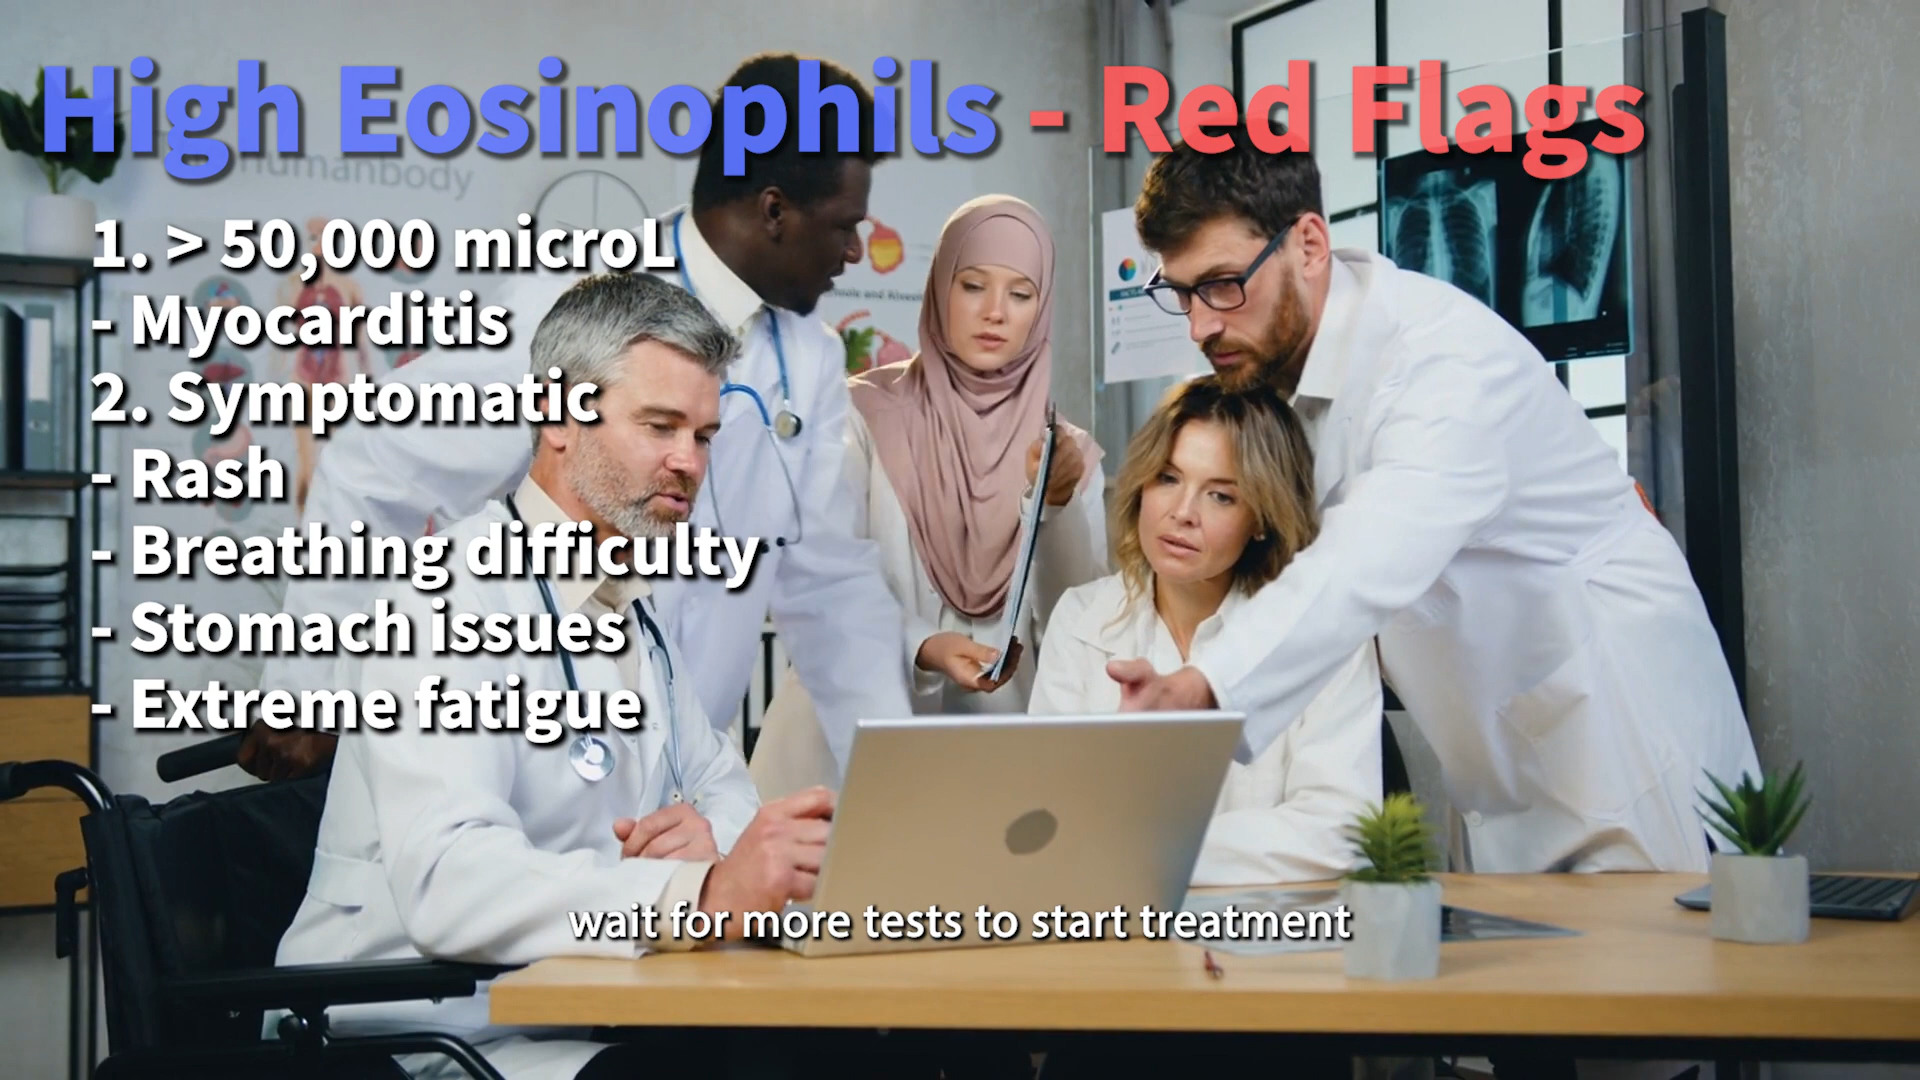 High Eosinophils - Red Flags
humanbody
1. > 50,000 microL
- Myocarditis
2. Symptomatic
- Rash
- Breathing difficulty
- Stomach issues
- Extreme fatigue
wait for more tests to start treatment